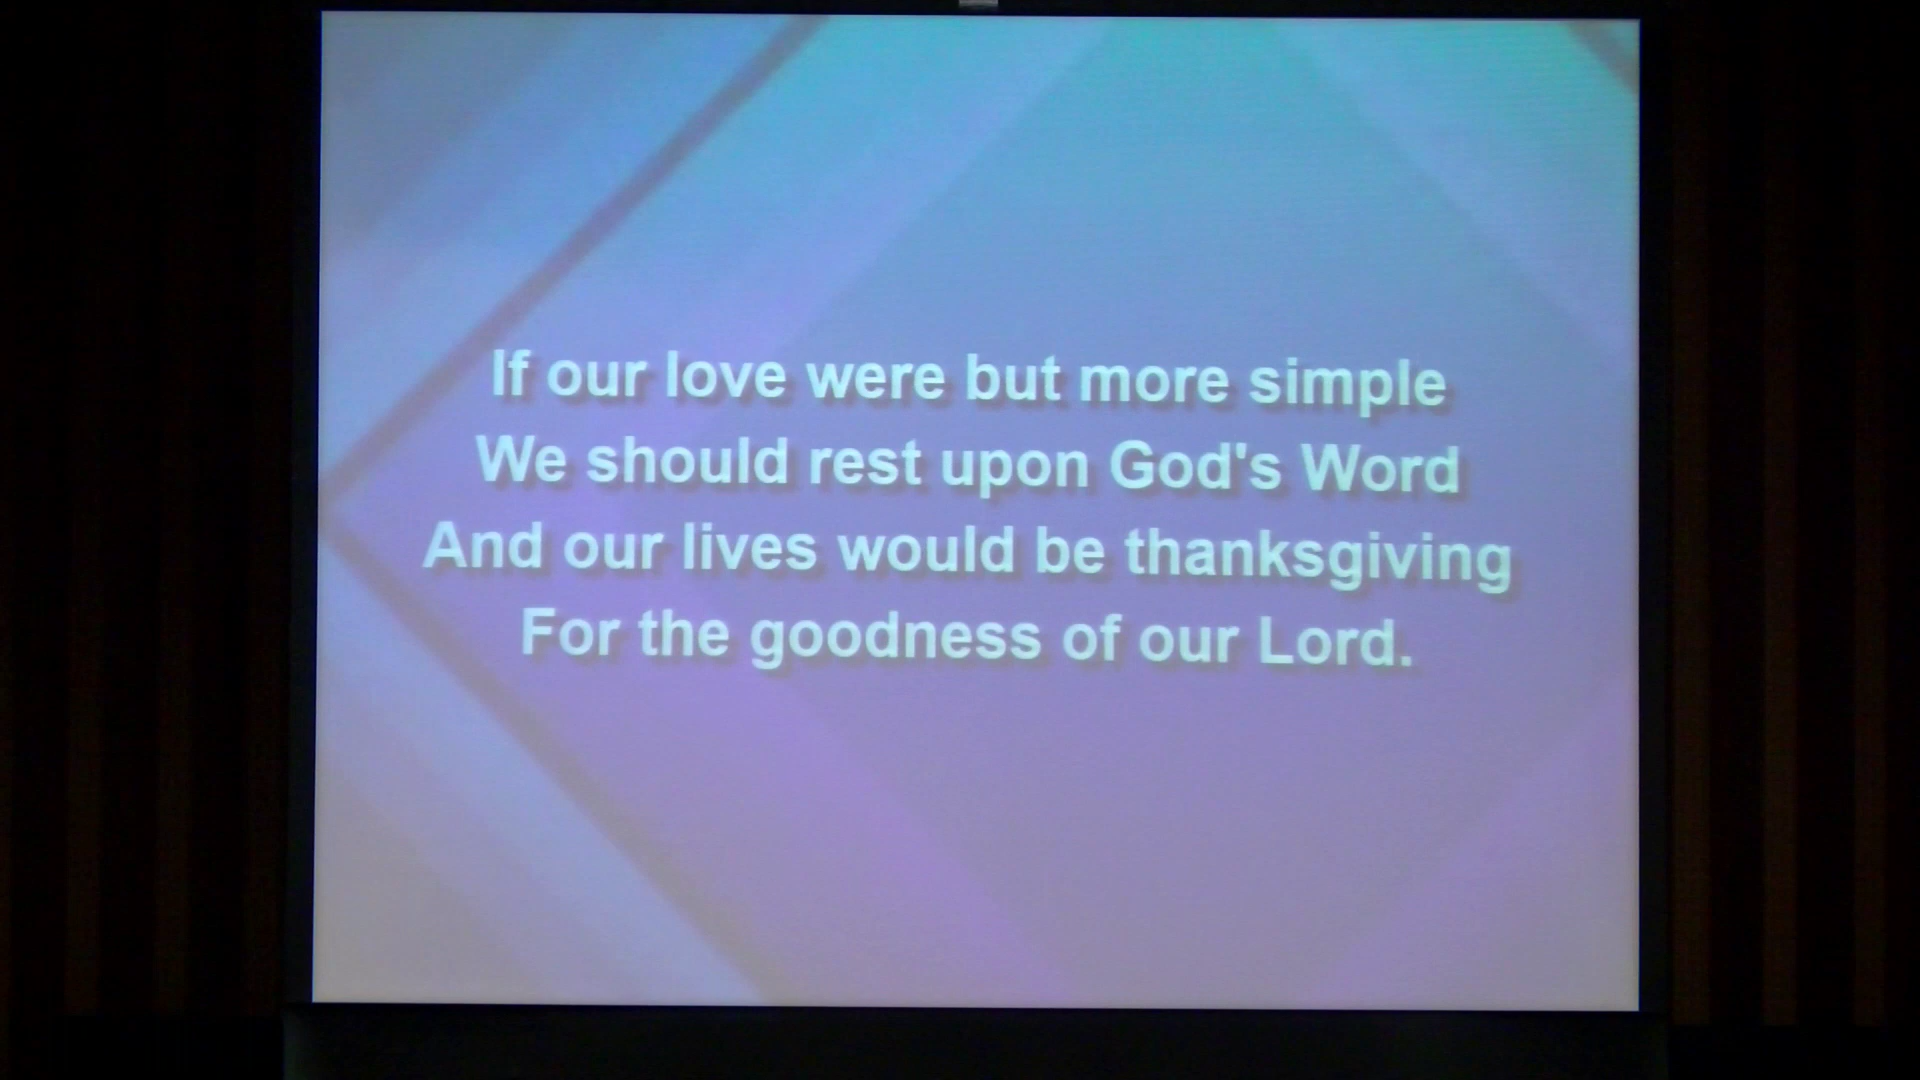 If our love were but more simple
We should rest upon God's Word
And our lives would be thanksgiving
For the goodness of our Lord.